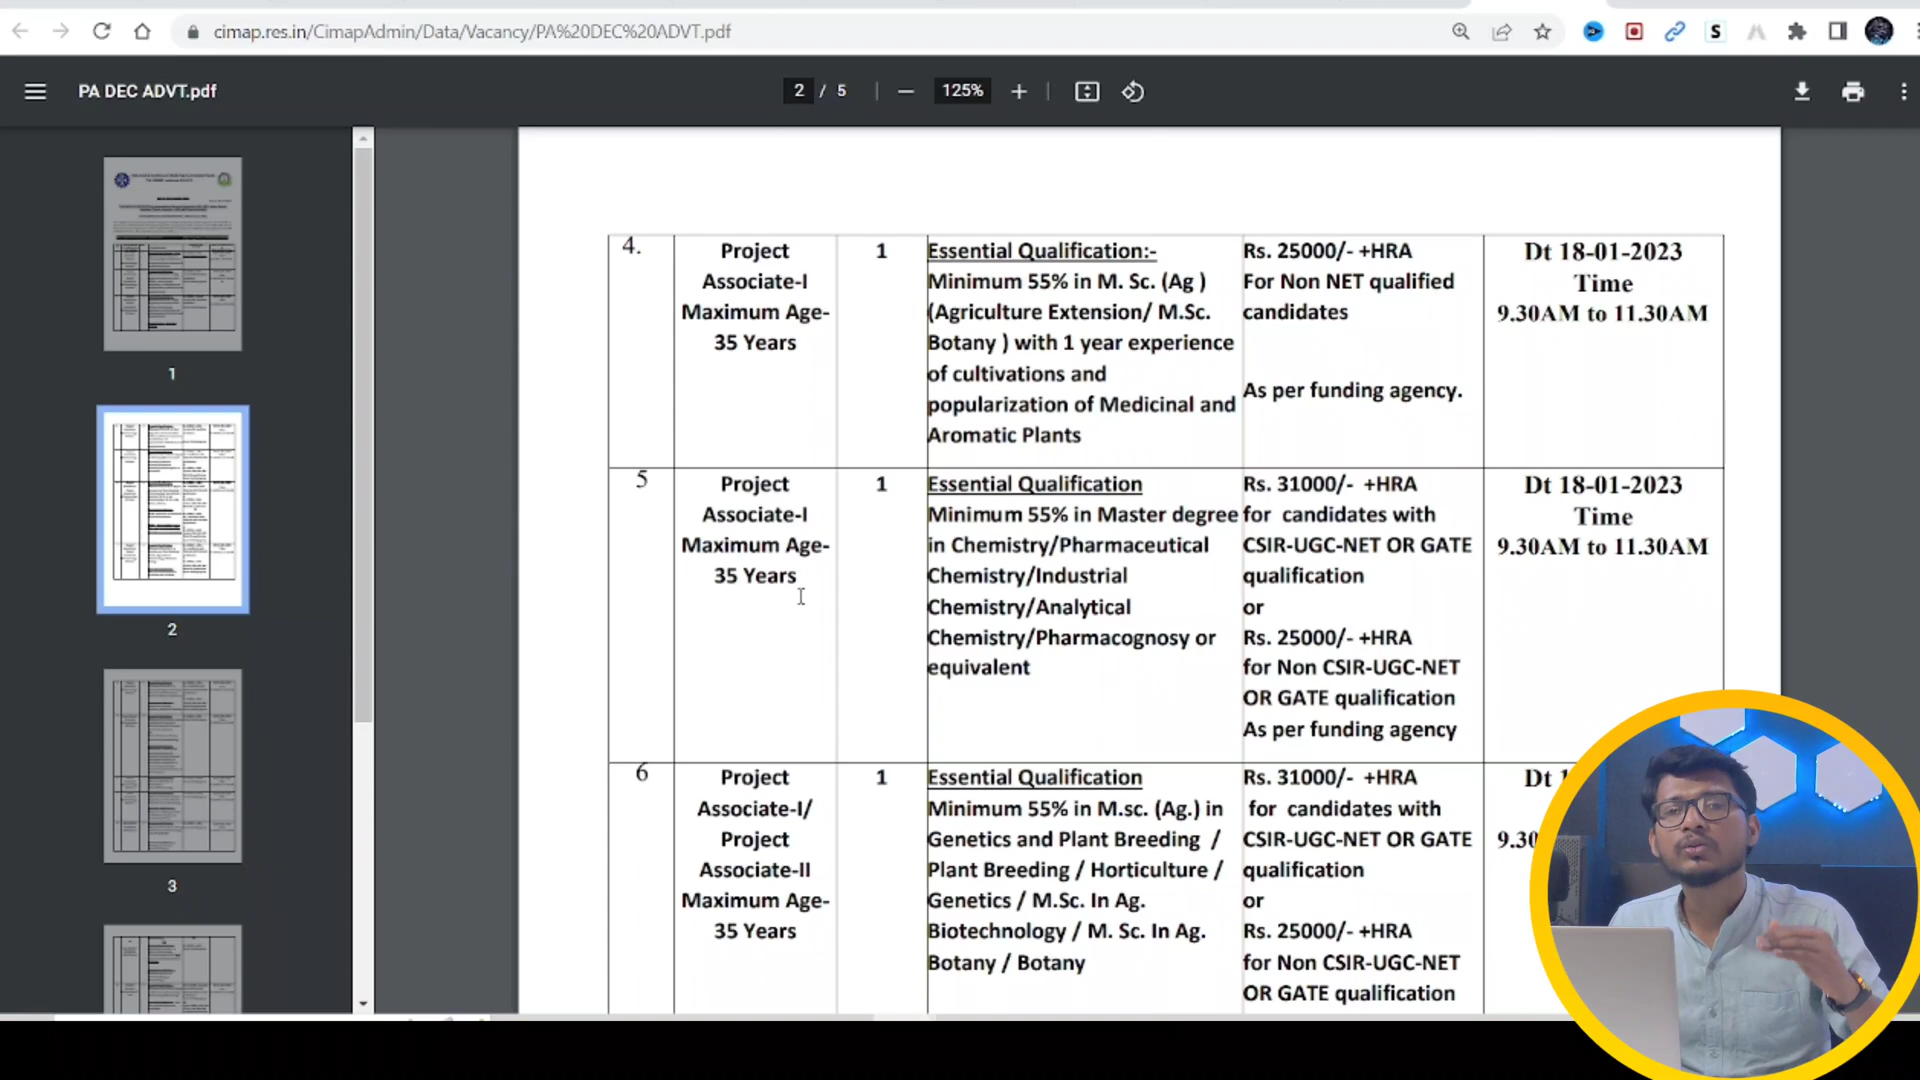 cimap.res.in/CimapAdmin/Data/Vacancy/PA%20DEC%20ADVT.pdf
S
PA DEC ADVT.pdf
2 / 5
125%
1
2
3
4.
Project
Associate-I
Maximum Age-
35 Years
1
Essential Qualification:-
Minimum 55% in M. Sc. (Ag )
(Agriculture Extension/ M.Sc.
Botany ) with 1 year experience
of cultivations and
popularization of Medicinal and
Aromatic Plants
Rs. 25000/- +HRA
For Non NET qualified
candidates
As per funding agency.
Dt 18-01-2023
Time
9.30AM to 11.30AM
5
Project
Associate-I
Maximum Age-
35 Years
1
Essential Qualification
Minimum 55% in Master degree
in Chemistry/Pharmaceutical
Chemistry/Industrial
Chemistry/Analytical
Chemistry/Pharmacognosy or
equivalent
Rs. 31000/- +HRA
for candidates with
CSIR-UGC-NET OR GATE
qualification
or
Rs. 25000/- +HRA
for Non CSIR-UGC-NET
OR GATE qualification
As per funding agency
Dt 18-01-2023
Time
9.30AM to 11.30AM
6
Project
Associate-I/
Project
Associate-II
Maximum Age-
35 Years
1
Essential Qualification
Minimum 55% in M.sc. (Ag.) in
Genetics and Plant Breeding /
Plant Breeding / Horticulture /
Genetics / M.Sc. In Ag.
Biotechnology / M. Sc. In Ag.
Botany / Botany
Rs. 31000/- +HRA
for candidates with
CSIR-UGC-NET OR GATE
qualification
or
Rs. 25000/- +HRA
for Non CSIR-UGC-NET
OR GATE qualification
Dt